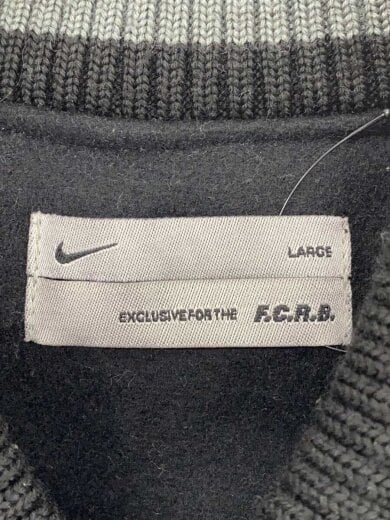 LARGE
EXCLUSIVE FOR THE F.C.R.B.